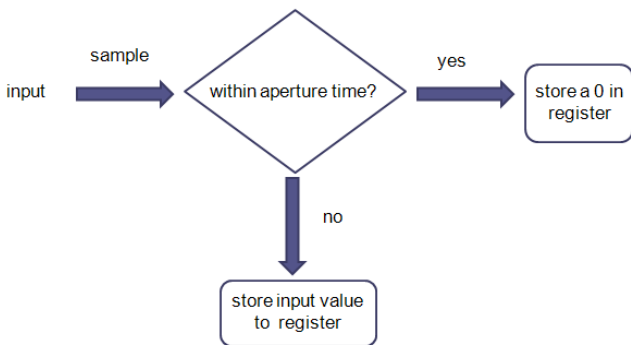 sample
input
within aperture time?
yes
store a 0 in
register
no
store input value
to register